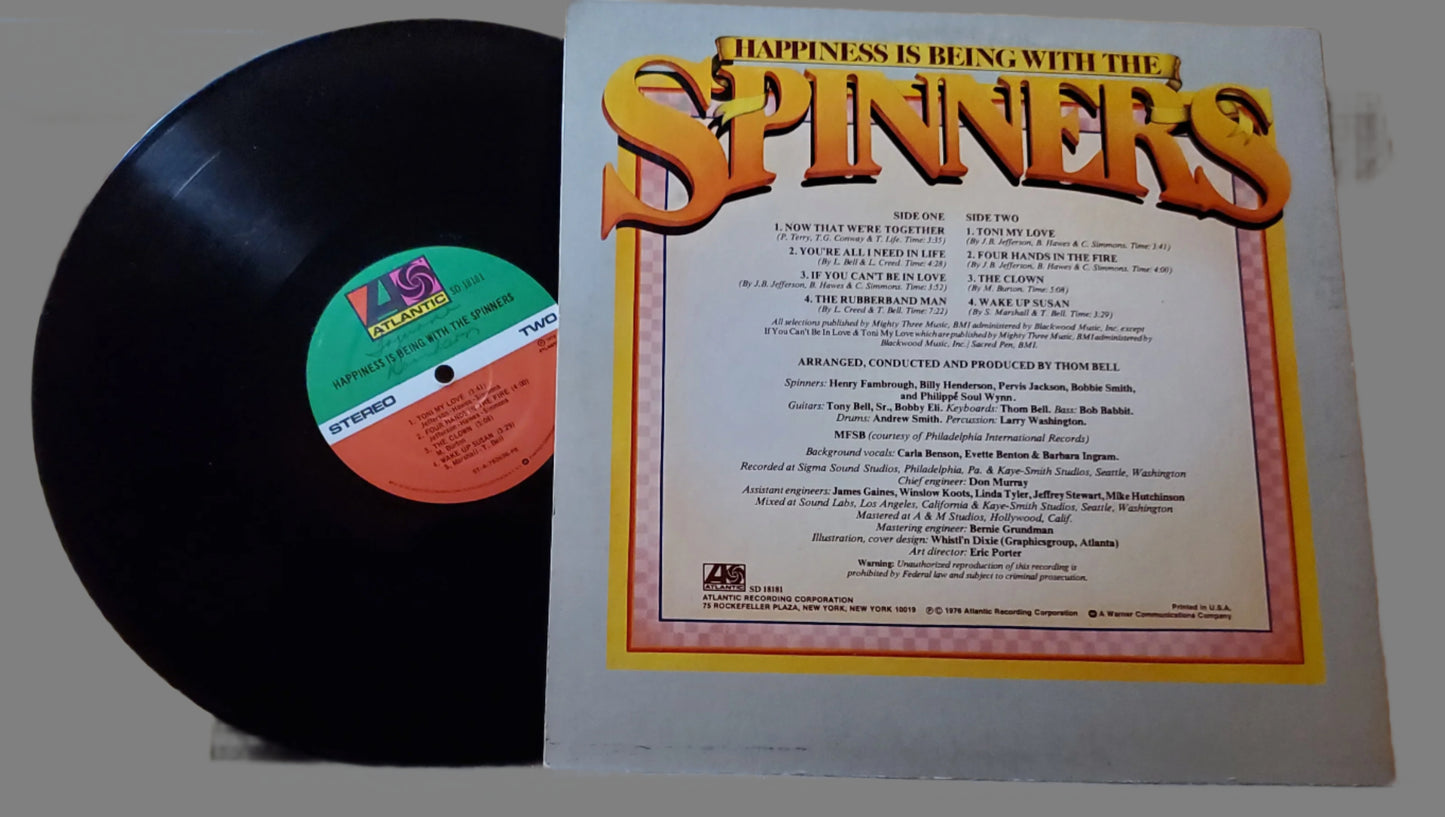 ATLANTIC
SD 18181
HAPPINESS IS BEING WITH THE SPINNERS
STEREO
TWO
1. TONI MY LOVE (3:41)
Jefferson-Hawes-Simmons
2. FOUR HANDS IN THE FIRE (4:00)
Jefferson-Hawes-Simmons
3. THE CLOWN (5:08)
M. Burton
4. WAKE UP SUSAN (3:29)
S. Marshall-T. Bell
HAPPINESS IS BEING WITH THE
SPINNERS
SIDE ONE
1. NOW THAT WE'RE TOGETHER
(P. Terry, T.G. Conway & T. Life. Time: 3:35)
2. YOU'RE ALL I NEED IN LIFE
(By L. Bell & L. Creed. Time: 4:28)
3. IF YOU CAN'T BE IN LOVE
(By J.B. Jefferson, B. Hawes & C. Simmons. Time: 3:52)
4. THE RUBBERBAND MAN
(By L. Creed & T. Bell. Time: 7:22)
SIDE TWO
1. TONI MY LOVE
(By J.B. Jefferson, B. Hawes & C. Simmons. Time: 3:41)
2. FOUR HANDS IN THE FIRE
(By J.B. Jefferson, B. Hawes & C. Simmons. Time: 4:00)
3. THE CLOWN
(By M. Burton. Time: 5:08)
4. WAKE UP SUSAN
(By S. Marshall & T. Bell. Time: 3:29)
All selections published by Mighty Three Music, BMI administered by Blackwood Music, Inc. except
If You Can't Be In Love & Toni My Love which are published by Mighty Three Music, BMI administered by
Blackwood Music, Inc./Sacred Pen, BMI.
ARRANGED, CONDUCTED AND PRODUCED BY THOM BELL
Spinners: Henry Fambrough, Billy Henderson, Pervis Jackson, Bobbie Smith,
and Philippé Soul Wynn.
Guitars: Tony Bell, Sr., Bobby Eli. Keyboards: Thom Bell. Bass: Bob Babbit.
Drums: Andrew Smith. Percussion: Larry Washington.
MFSB (courtesy of Philadelphia International Records)
Background vocals: Carla Benson, Evette Benton & Barbara Ingram.
Recorded at Sigma Sound Studios, Philadelphia, Pa. & Kaye-Smith Studios, Seattle, Washington
Chief engineer: Don Murray
Assistant engineers: James Gaines, Winslow Koots, Linda Tyler, Jeffrey Stewart, Mike Hutchinson
Mixed at Sound Labs, Los Angeles, California & Kaye-Smith Studios, Seattle, Washington
Mastered at A & M Studios, Hollywood, Calif.
Mastering engineer: Bernie Grundman
Illustration, cover design: Whistl'n Dixie (Graphicsgroup, Atlanta)
Art director: Eric Porter
Warning: Unauthorized reproduction of this recording is
prohibited by Federal law and subject to criminal prosecution.
ATLANTIC SD 18181
ATLANTIC RECORDING CORPORATION
75 ROCKEFELLER PLAZA, NEW YORK, NEW YORK 10019 ℗© 1976 Atlantic Recording Corporation
Printed in U.S.A.
A Warner Communications Company